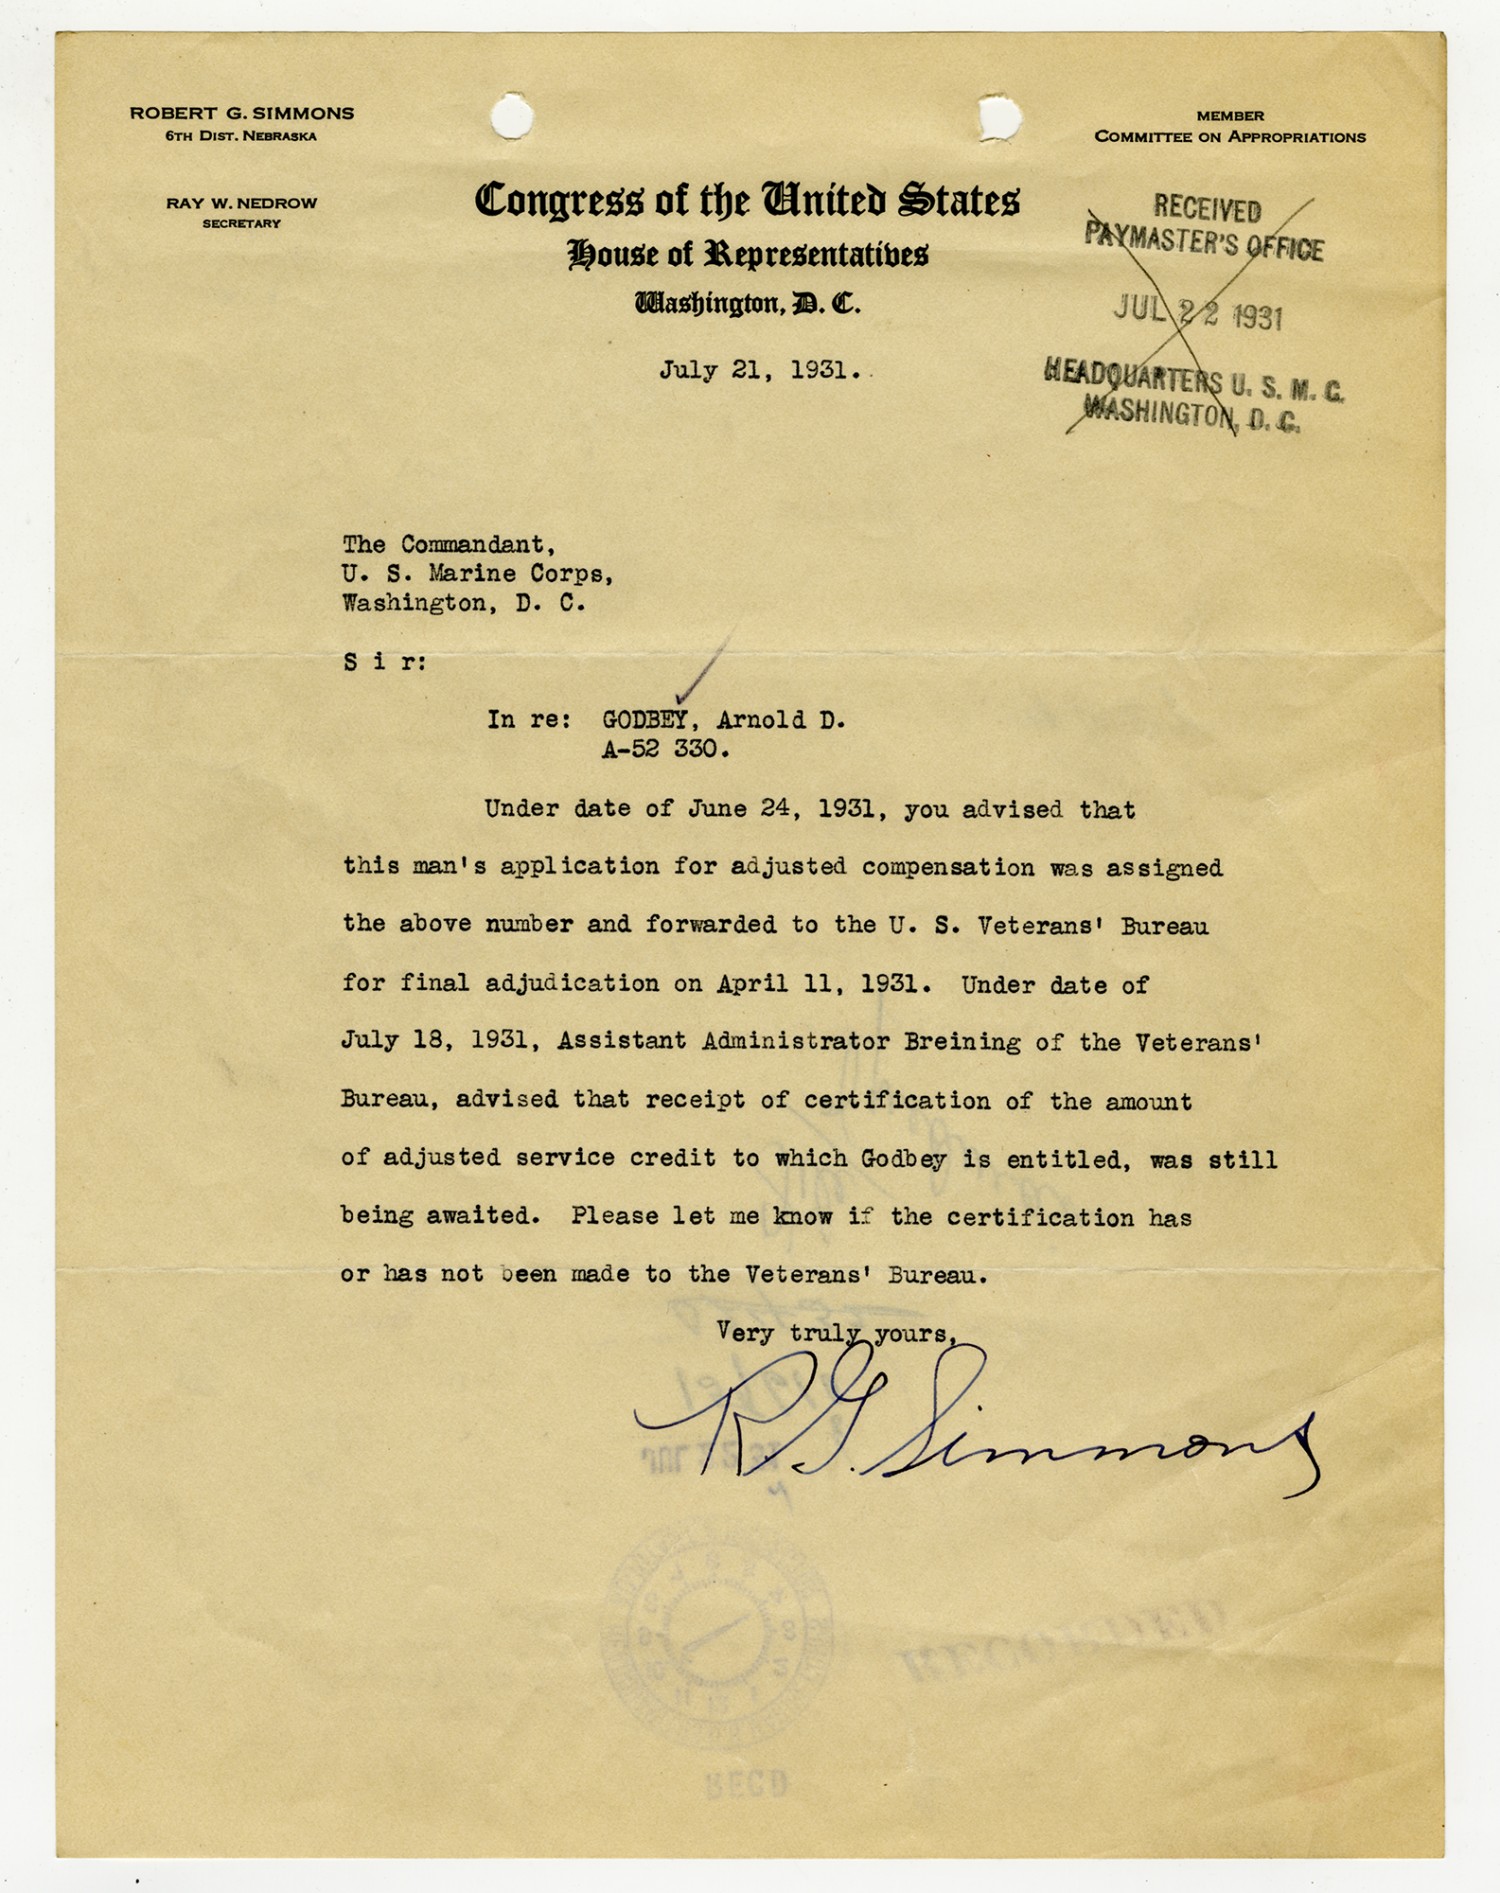 ROBERT G. SIMMONS
6TH DIST. NEBRASKA
RAY W. NEDROW
SECRETARY
MEMBER
COMMITTEE ON APPROPRIATIONS
Congress of the United States
House of Representatives
Washington, D. C.
RECEIVED
PAYMASTER'S OFFICE
JUL 22 1931
HEADQUARTERS U. S. M. C.
WASHINGTON, D. C.
July 21, 1931.
The Commandant,
U. S. Marine Corps,
Washington, D. C.
S i r:
In re: GODBEY, Arnold D.
A-52 330.
Under date of June 24, 1931, you advised that
this man's application for adjusted compensation was assigned
the above number and forwarded to the U. S. Veterans' Bureau
for final adjudication on April 11, 1931. Under date of
July 18, 1931, Assistant Administrator Breining of the Veterans'
Bureau, advised that receipt of certification of the amount
of adjusted service credit to which Godbey is entitled, was still
being awaited. Please let me know if the certification has
or has not been made to the Veterans' Bureau.
Very truly yours,
R G. Simmons
RECD